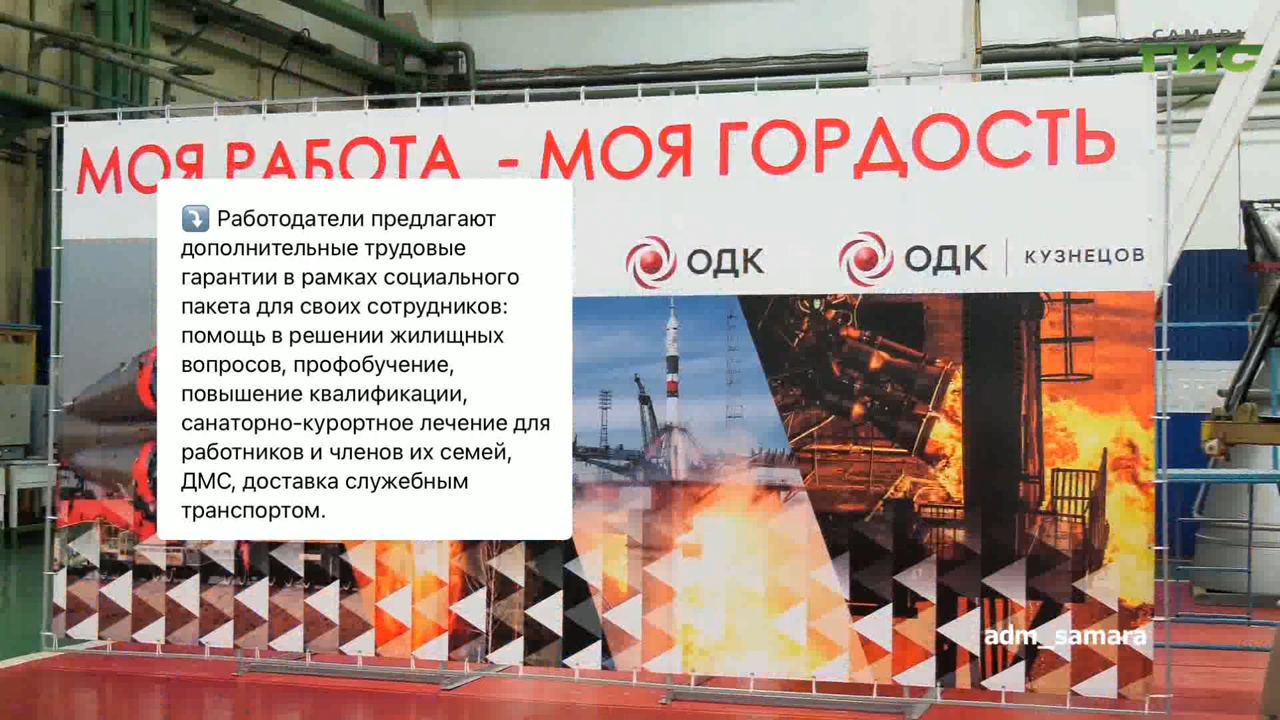 САМАРА
ГИС
МОЯ РАБОТА - МОЯ ГОРДОСТЬ
ОДК
ОДК | КУЗНЕЦОВ
⤵️ Работодатели предлагают
дополнительные трудовые
гарантии в рамках социального
пакета для своих сотрудников:
помощь в решении жилищных
вопросов, профобучение,
повышение квалификации,
санаторно-курортное лечение для
работников и членов их семей,
ДМС, доставка служебным
транспортом.
adm_samara